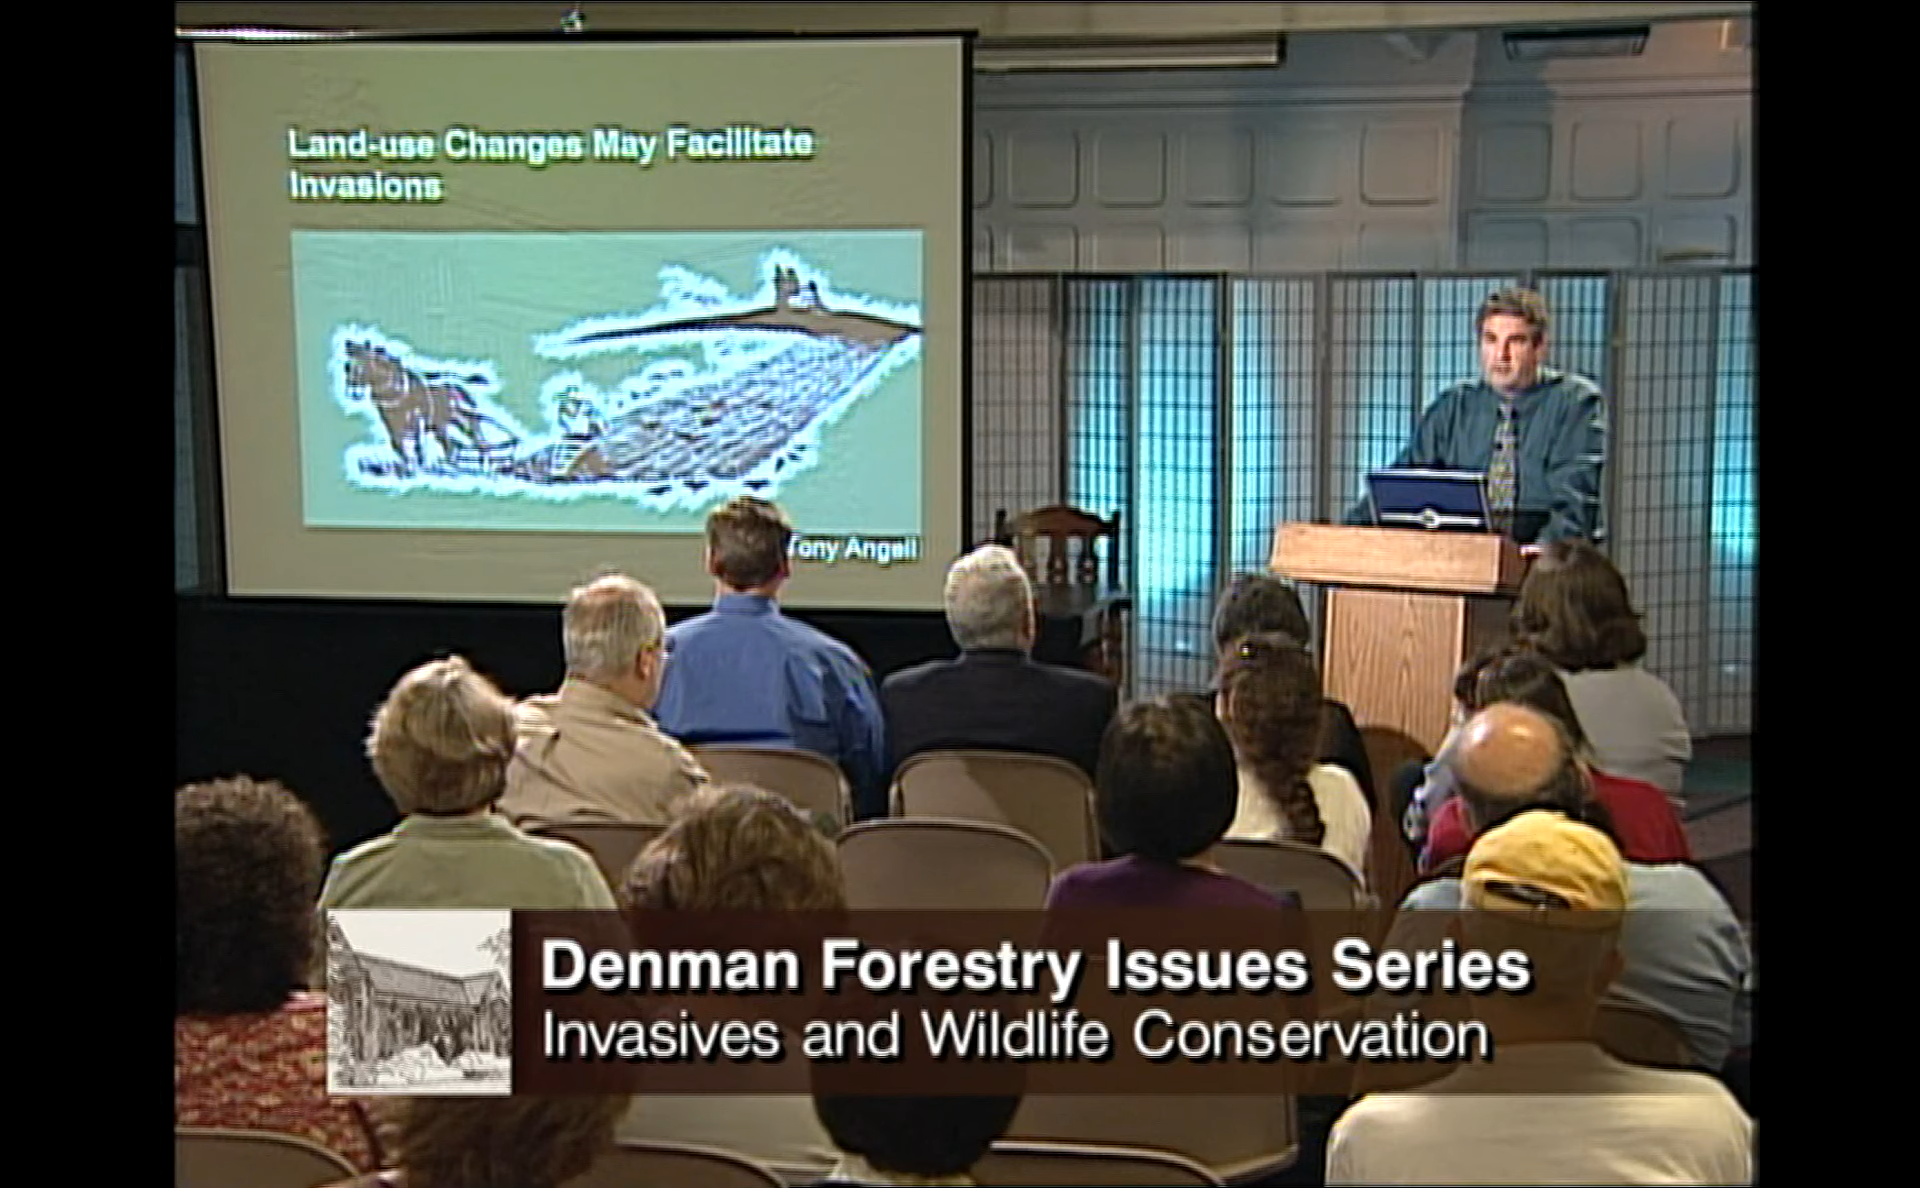 Land-use Changes May Facilitate
Invasions
Tony Angell
Denman Forestry Issues Series
Invasives and Wildlife Conservation